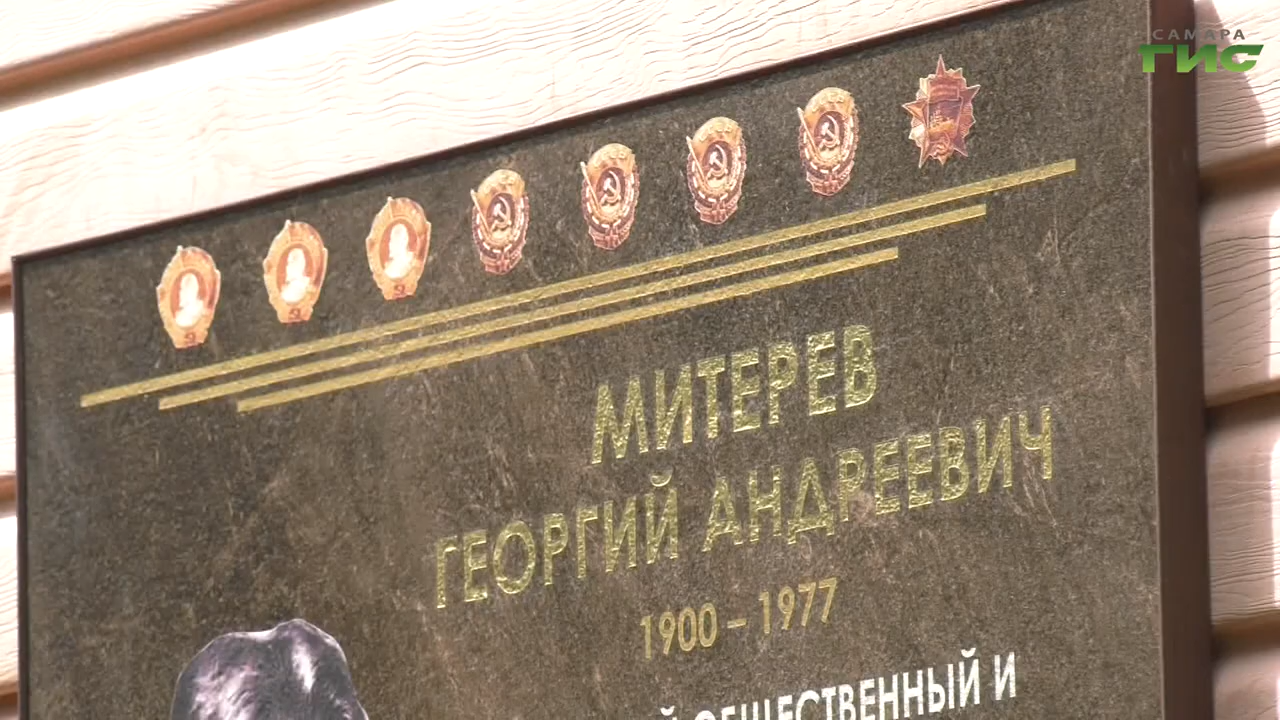 САМАРА
ГИС
МИТЕРЕВ
ГЕОРГИЙ АНДРЕЕВИЧ
1900 – 1977
ОБЩЕСТВЕННЫЙ И